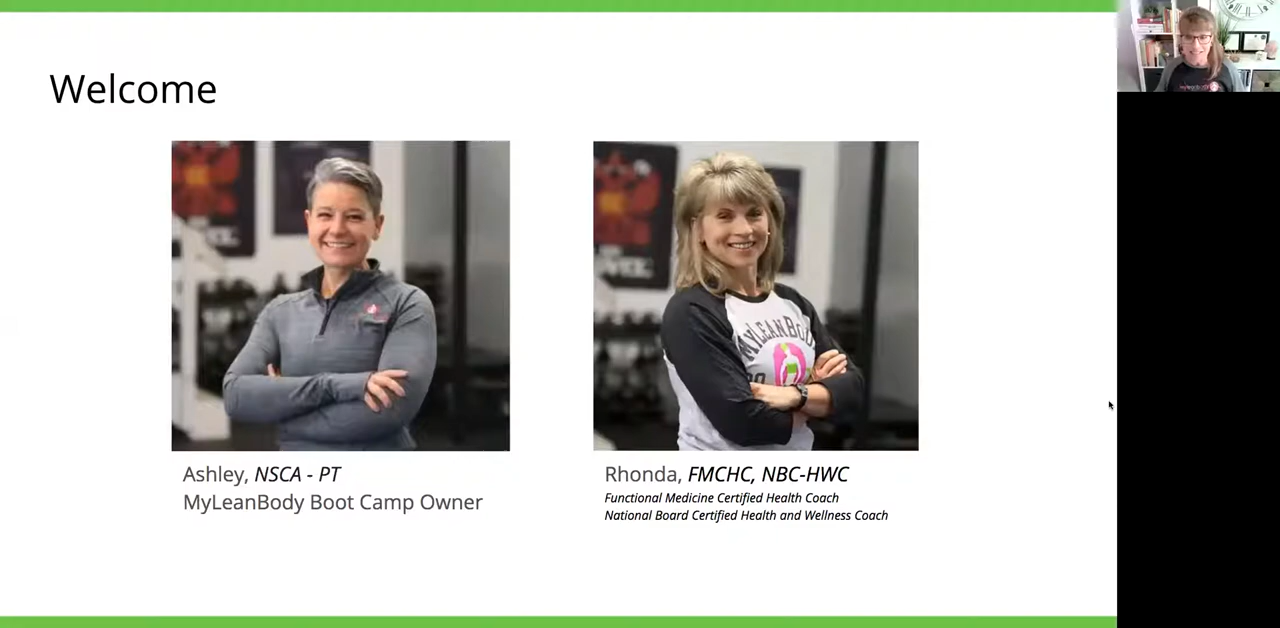 Welcome
MYLEANBO
Ashley, NSCA - PT
MyLeanBody Boot Camp Owner
Rhonda, FMCHC, NBC-HWC
Functional Medicine Certified Health Coach
National Board Certified Health and Wellness Coach